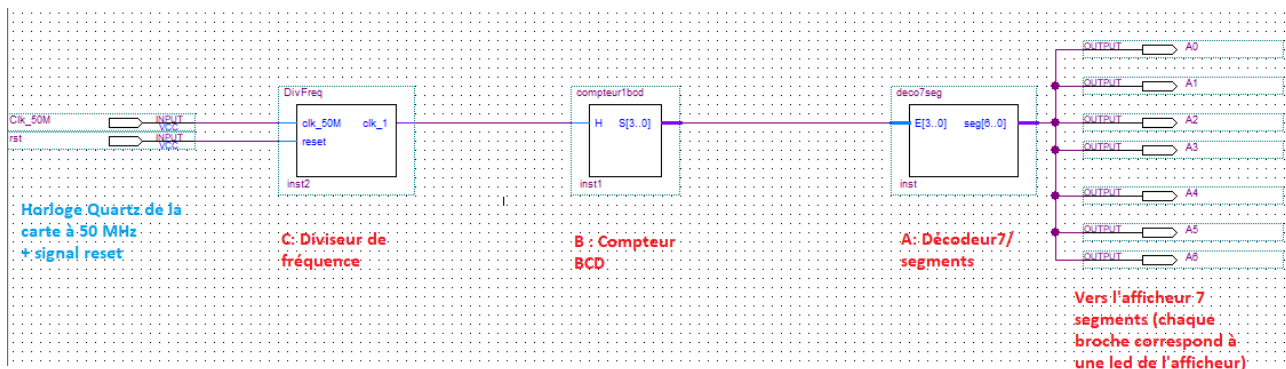 Clk_50M
INPUT
VCC
rst
INPUT
VCC
DivFreq
clk_50M clk_1
reset
inst2
compteur1bcd
H S[3..0]
inst1
deco7seg
E[3..0] seg[6..0]
inst
OUTPUT A0
OUTPUT A1
OUTPUT A2
OUTPUT A3
OUTPUT A4
OUTPUT A5
OUTPUT A6
Horloge Quartz de la
carte à 50 MHz
+ signal reset
C: Diviseur de
fréquence
B : Compteur
BCD
A: Décodeur7/
segments
Vers l'afficheur 7
segments (chaque
broche correspond à
une led de l'afficheur)